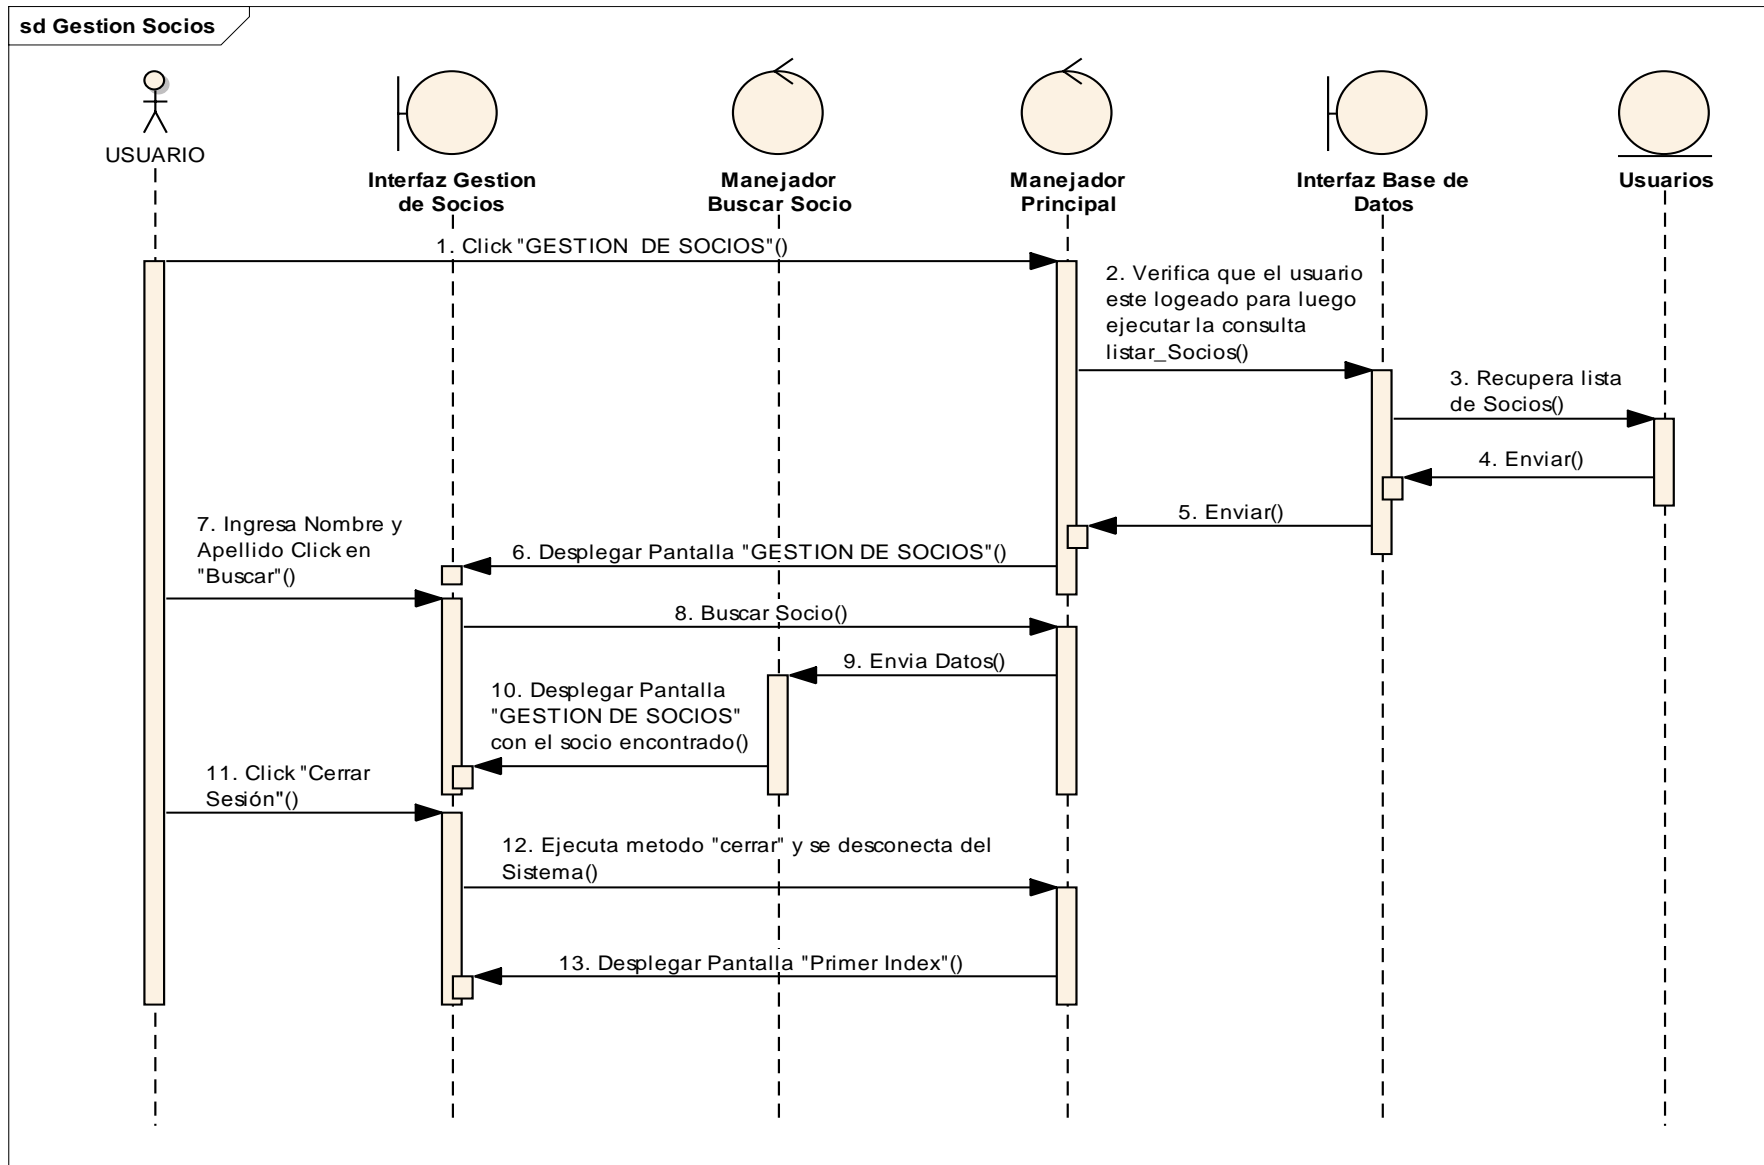 sd Gestion Socios
USUARIO
Interfaz Gestion
de Socios
Manejador
Buscar Socio
Manejador
Principal
Interfaz Base de
Datos
Usuarios
1. Click "GESTION DE SOCIOS"()
2. Verifica que el usuario
este logeado para luego
ejecutar la consulta
listar_Socios()
3. Recupera lista
de Socios()
4. Enviar()
5. Enviar()
6. Desplegar Pantalla "GESTION DE SOCIOS"()
7. Ingresa Nombre y
Apellido Click en
"Buscar"()
8. Buscar Socio()
9. Envia Datos()
10. Desplegar Pantalla
"GESTION DE SOCIOS"
con el socio encontrado()
11. Click "Cerrar
Sesión"()
12. Ejecuta metodo "cerrar" y se desconecta del
Sistema()
13. Desplegar Pantalla "Primer Index"()